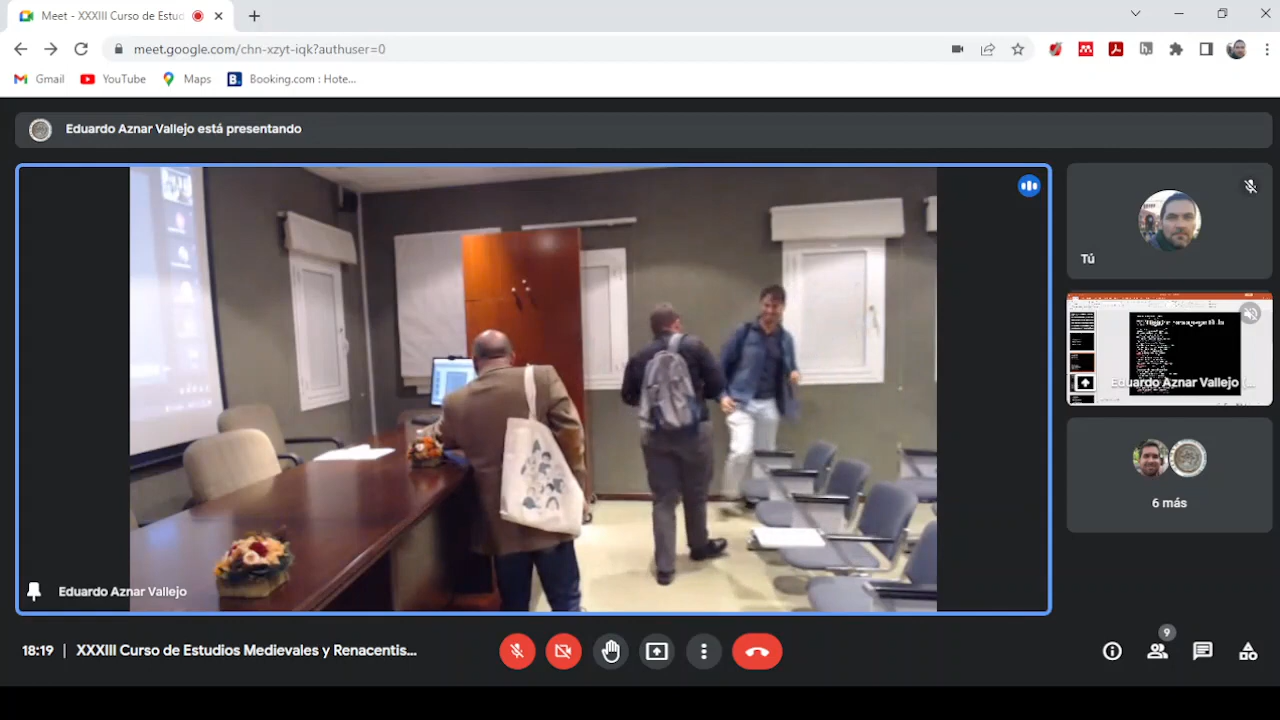 Meet - XXXIII Curso de Estud
meet.google.com/chn-xzyt-iqk?authuser=0
Gmail
YouTube
Maps
B.
Booking.com : Hote...
Eduardo Aznar Vallejo está presentando
Tú
Eduardo Aznar Vallejo (...
6 más
Eduardo Aznar Vallejo
18:19 | XXXIII Curso de Estudios Medievales y Renacentis...
9